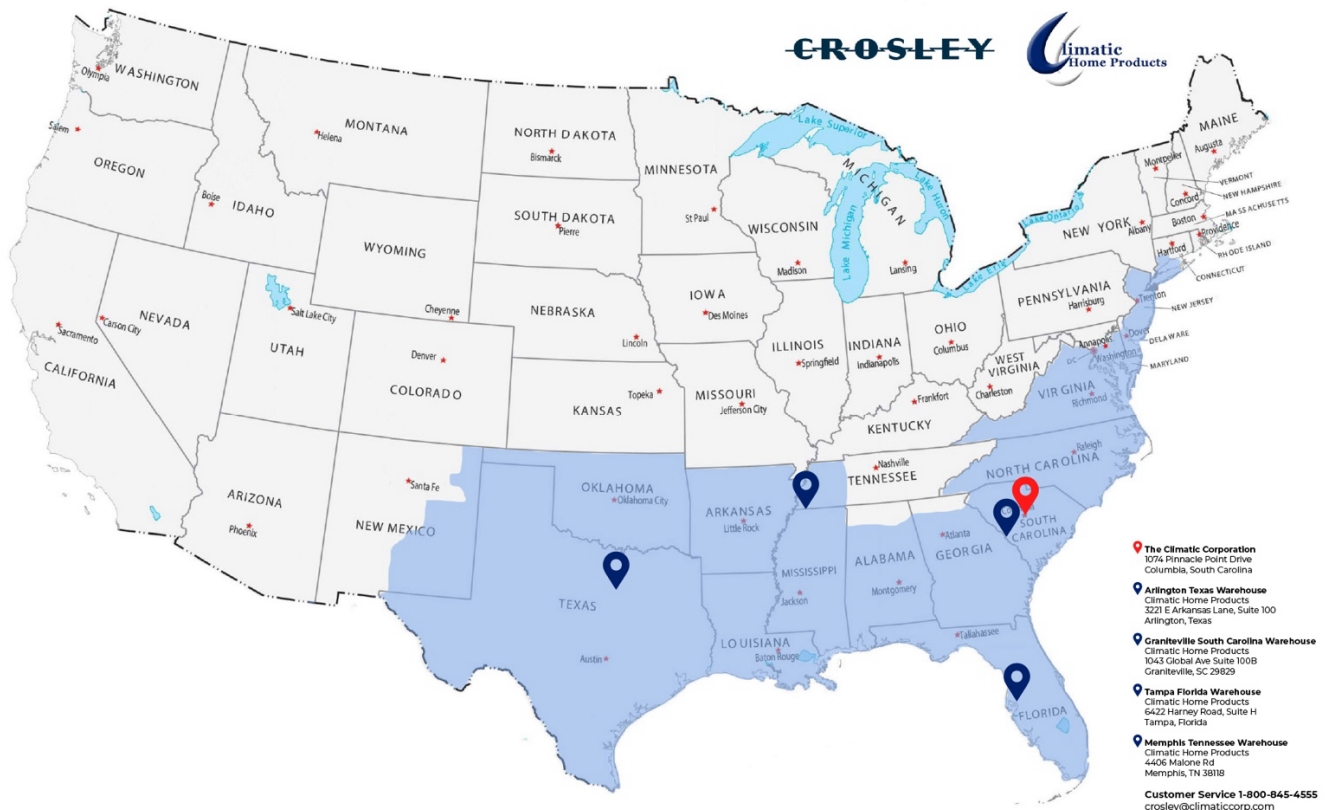 CROSLEY
Climatic
Home Products
WASHINGTON
Olympia
Salem
OREGON
MONTANA
Helena
Boise
IDAHO
WYOMING
Cheyenne
NORTH DAKOTA
Bismarck
SOUTH DAKOTA
Pierre
MINNESOTA
St Paul
WISCONSIN
Madison
Lake Superior
MICHIGAN
Lake Michigan
Lake Huron
Lansing
Lake Ontario
Lake Erie
MAINE
Augusta
Montpelier
VERMONT
NEW HAMPSHIRE
Concord
MASSACHUSETTS
Boston
Providence
RHODE ISLAND
Hartford
CONNECTICUT
NEW YORK
Albany
PENNSYLVANIA
Harrisburg
Trenton
NEW JERSEY
Dover
DELAWARE
Annapolis
Washington
DC
MARYLAND
NEVADA
Carson City
Sacramento
CALIFORNIA
Salt Lake City
UTAH
Denver
COLORADO
NEBRASKA
Lincoln
IOWA
Des Moines
ILLINOIS
Springfield
INDIANA
Indianapolis
OHIO
Columbus
WEST
VIRGINIA
Charleston
VIRGINIA
Richmond
KANSAS
Topeka
MISSOURI
Jefferson City
KENTUCKY
Frankfort
ARIZONA
Phoenix
NEW MEXICO
Santa Fe
OKLAHOMA
Oklahoma City
ARKANSAS
Little Rock
Nashville
TENNESSEE
NORTH CAROLINA
Raleigh
SOUTH
CAROLINA
TEXAS
Austin
LOUISIANA
Baton Rouge
MISSISSIPPI
Jackson
ALABAMA
Montgomery
Atlanta
GEORGIA
Tallahassee
FLORIDA
The Climatic Corporation
1074 Pinnacle Point Drive
Columbia, South Carolina
Arlington Texas Warehouse
Climatic Home Products
3221 E Arkansas Lane, Suite 100
Arlington, Texas
Graniteville South Carolina Warehouse
Climatic Home Products
1043 Global Ave Suite 100B
Graniteville, SC 29829
Tampa Florida Warehouse
Climatic Home Products
6422 Harney Road, Suite H
Tampa, Florida
Memphis Tennessee Warehouse
Climatic Home Products
4406 Malone Rd
Memphis, TN 38118
Customer Service 1-800-845-4555
crosley@climaticcorp.com